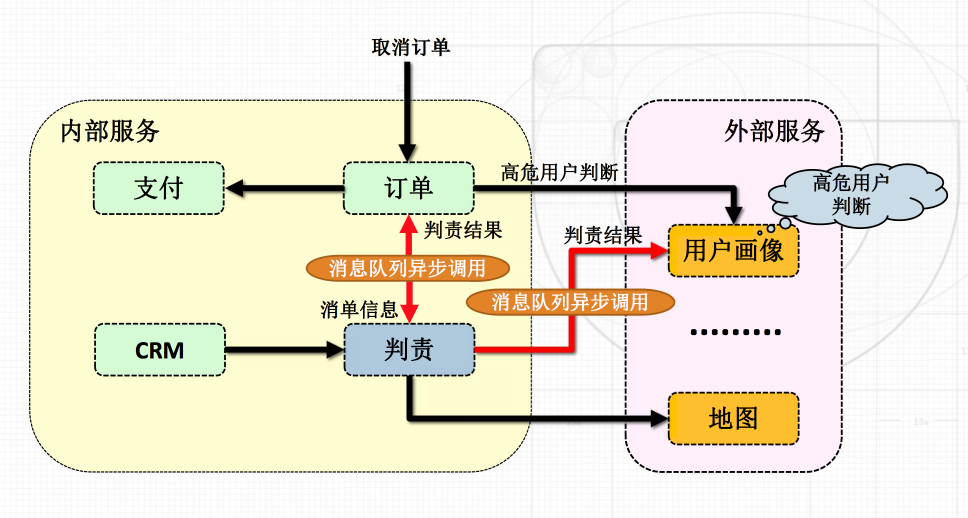 取消订单
内部服务
外部服务
支付
订单
高危用户判断
高危用户
判断
判责结果
判责结果
用户画像
消息队列异步调用
消息队列异步调用
消单信息
.........
CRM
判责
地图